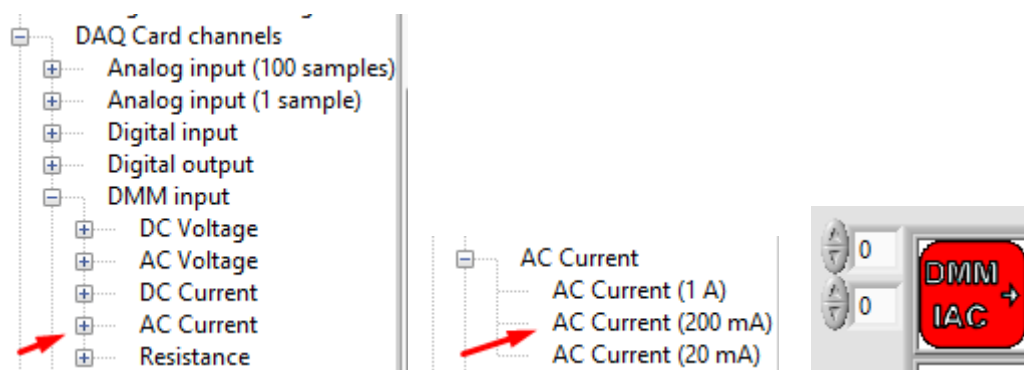 DAQ Card channels
Analog input (100 samples)
Analog input (1 sample)
Digital input
Digital output
DMM input
DC Voltage
AC Voltage
DC Current
AC Current
Resistance
AC Current
AC Current (1 A)
AC Current (200 mA)
AC Current (20 mA)
0
0
DMM
IAC